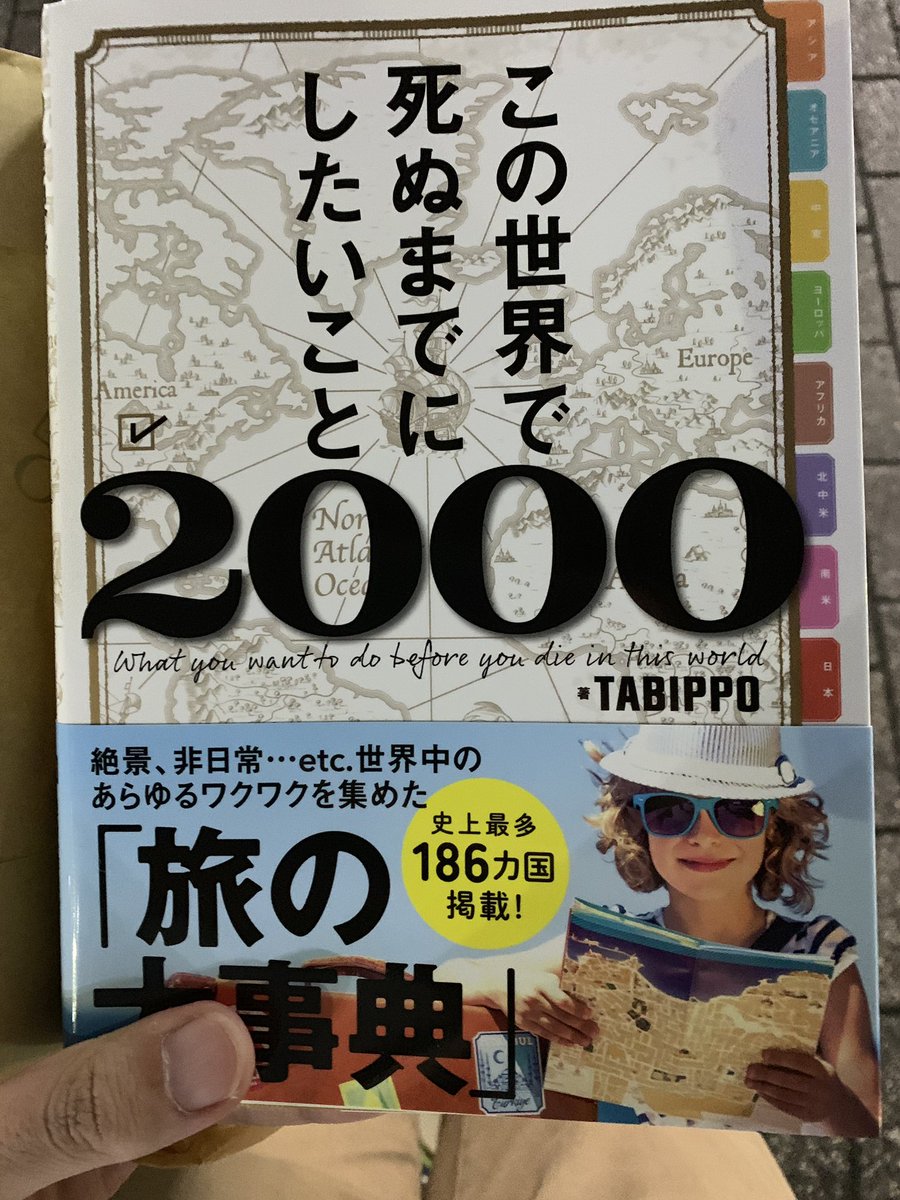 この世界で
死ぬまでに
したいこと
2000
What you want to do before you die in this world
著 TABIPPO
America
Europe
アジア
オセアニア
中東
ヨーロッパ
アフリカ
北中米
南米
日本
絶景、非日常…etc.世界中の
あらゆるワクワクを集めた
「旅の
大事典」
史上最多
186カ国
掲載!